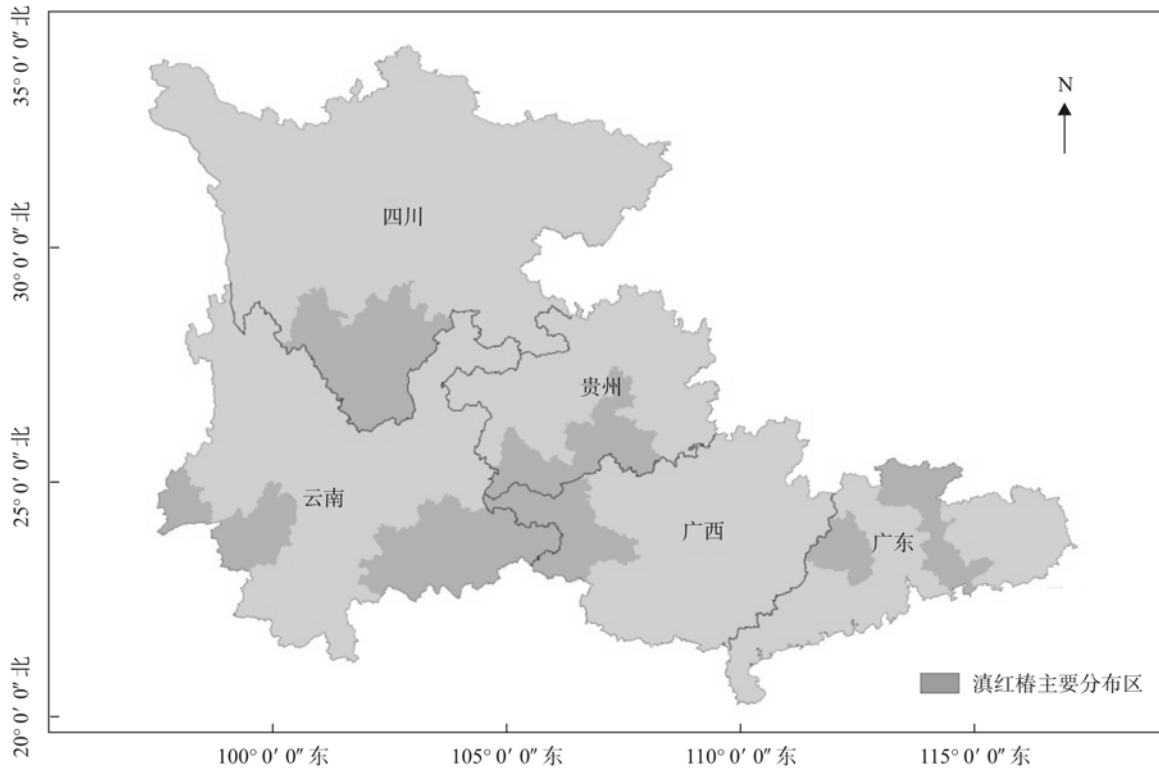 35° 0′ 0″ 北
N
四川
30° 0′ 0″ 北
贵州
25° 0′ 0″ 北
云南
广西
广东
滇红椿主要分布区
20° 0′ 0″ 北
100° 0′ 0″ 东
105° 0′ 0″ 东
110° 0′ 0″ 东
115° 0′ 0″ 东